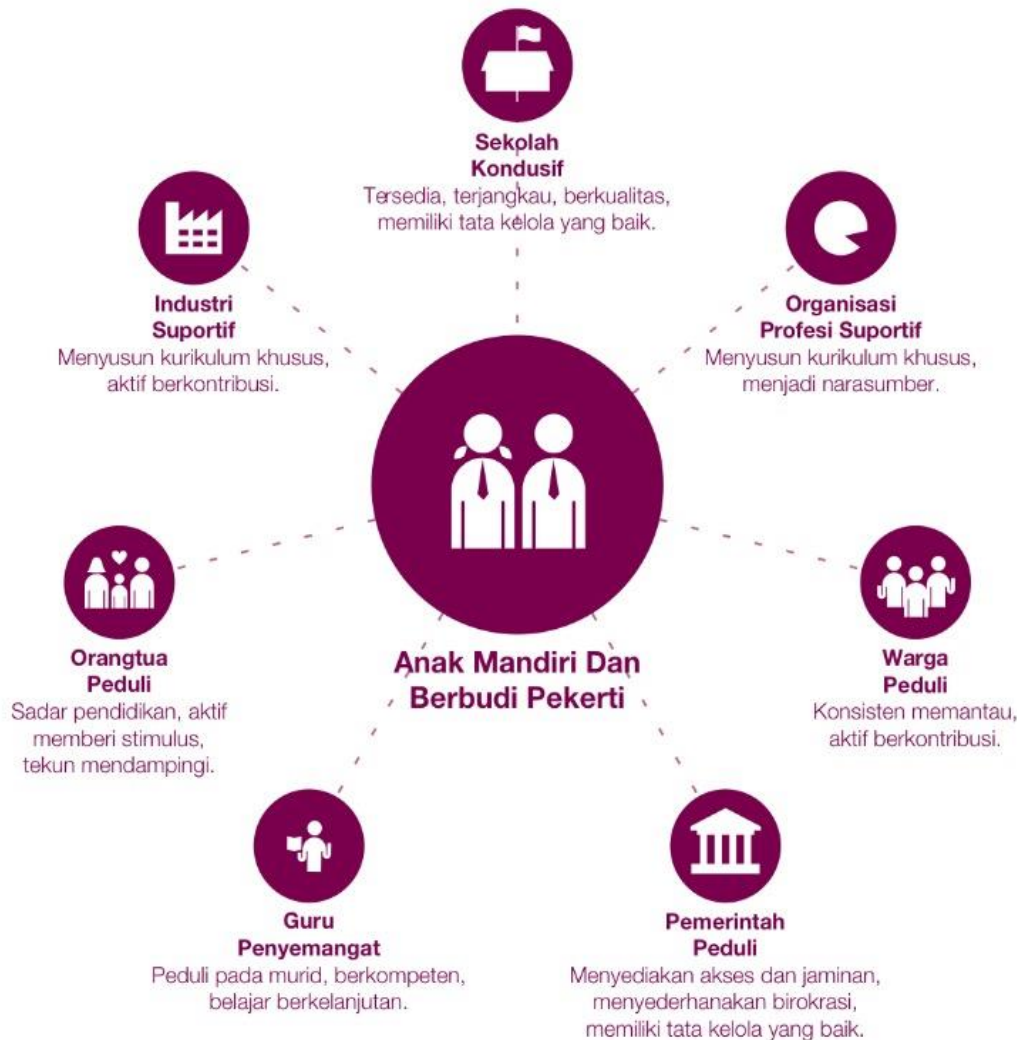 Sekolah
Kondusif
Tersedia, terjangkau, berkualitas,
memiliki tata kelola yang baik.
Industri
Suportif
Menyusun kurikulum khusus,
aktif berkontribusi.
Organisasi
Profesi Suportif
Menyusun kurikulum khusus,
menjadi narasumber.
Anak Mandiri Dan
Berbudi Pekerti
Orangtua
Peduli
Sadar pendidikan, aktif
memberi stimulus,
tekun mendampingi.
Warga
Peduli
Konsisten memantau,
aktif berkontribusi.
Guru
Penyemangat
Peduli pada murid, berkompeten,
belajar berkelanjutan.
Pemerintah
Peduli
Menyediakan akses dan jaminan,
menyederhanakan birokrasi,
memiliki tata kelola yang baik.